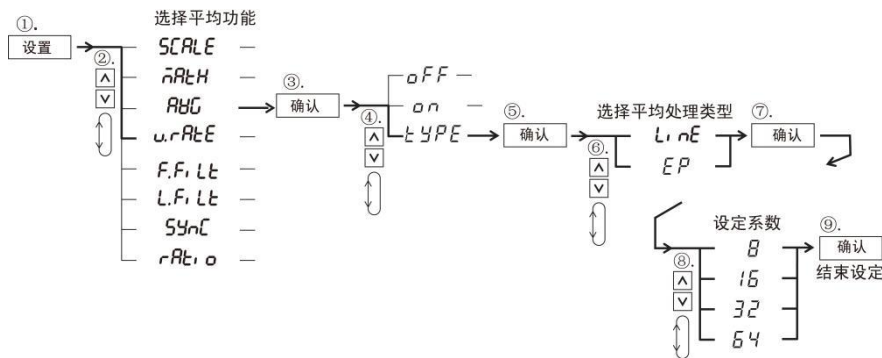 选择平均功能
①.
设置
②.
SCALE
MAtH
AVG
u.rAtE
F.FiLt
L.FiLt
SYnC
rAtio
③.
确认
④.
oFF
on
tYPE
⑤.
确认
选择平均处理类型
⑥.
LinE
EP
⑦.
确认
设定系数
⑧.
8
16
32
64
⑨.
确认
结束设定